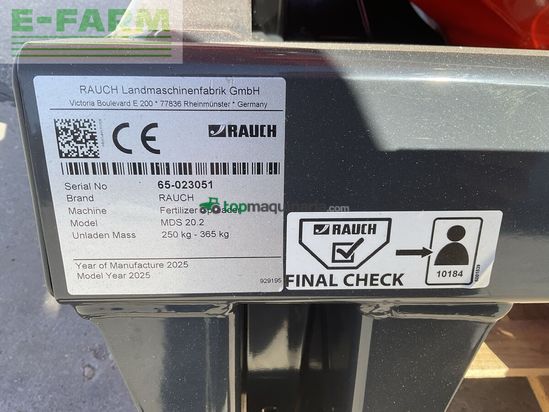 E-FARM
RAUCH Landmaschinenfabrik GmbH
Victoria Boulevard E 200 * 77836 Rheinmünster * Germany
CE RAUCH
Serial No 65-023051
Brand RAUCH
Machine Fertilizer Spreader
Model MDS 20.2
Unladen Mass 250 kg - 365 kg
topmaquinaria.com
Year of Manufacture 2025
Model Year 2025
929195
RAUCH
FINAL CHECK
10184